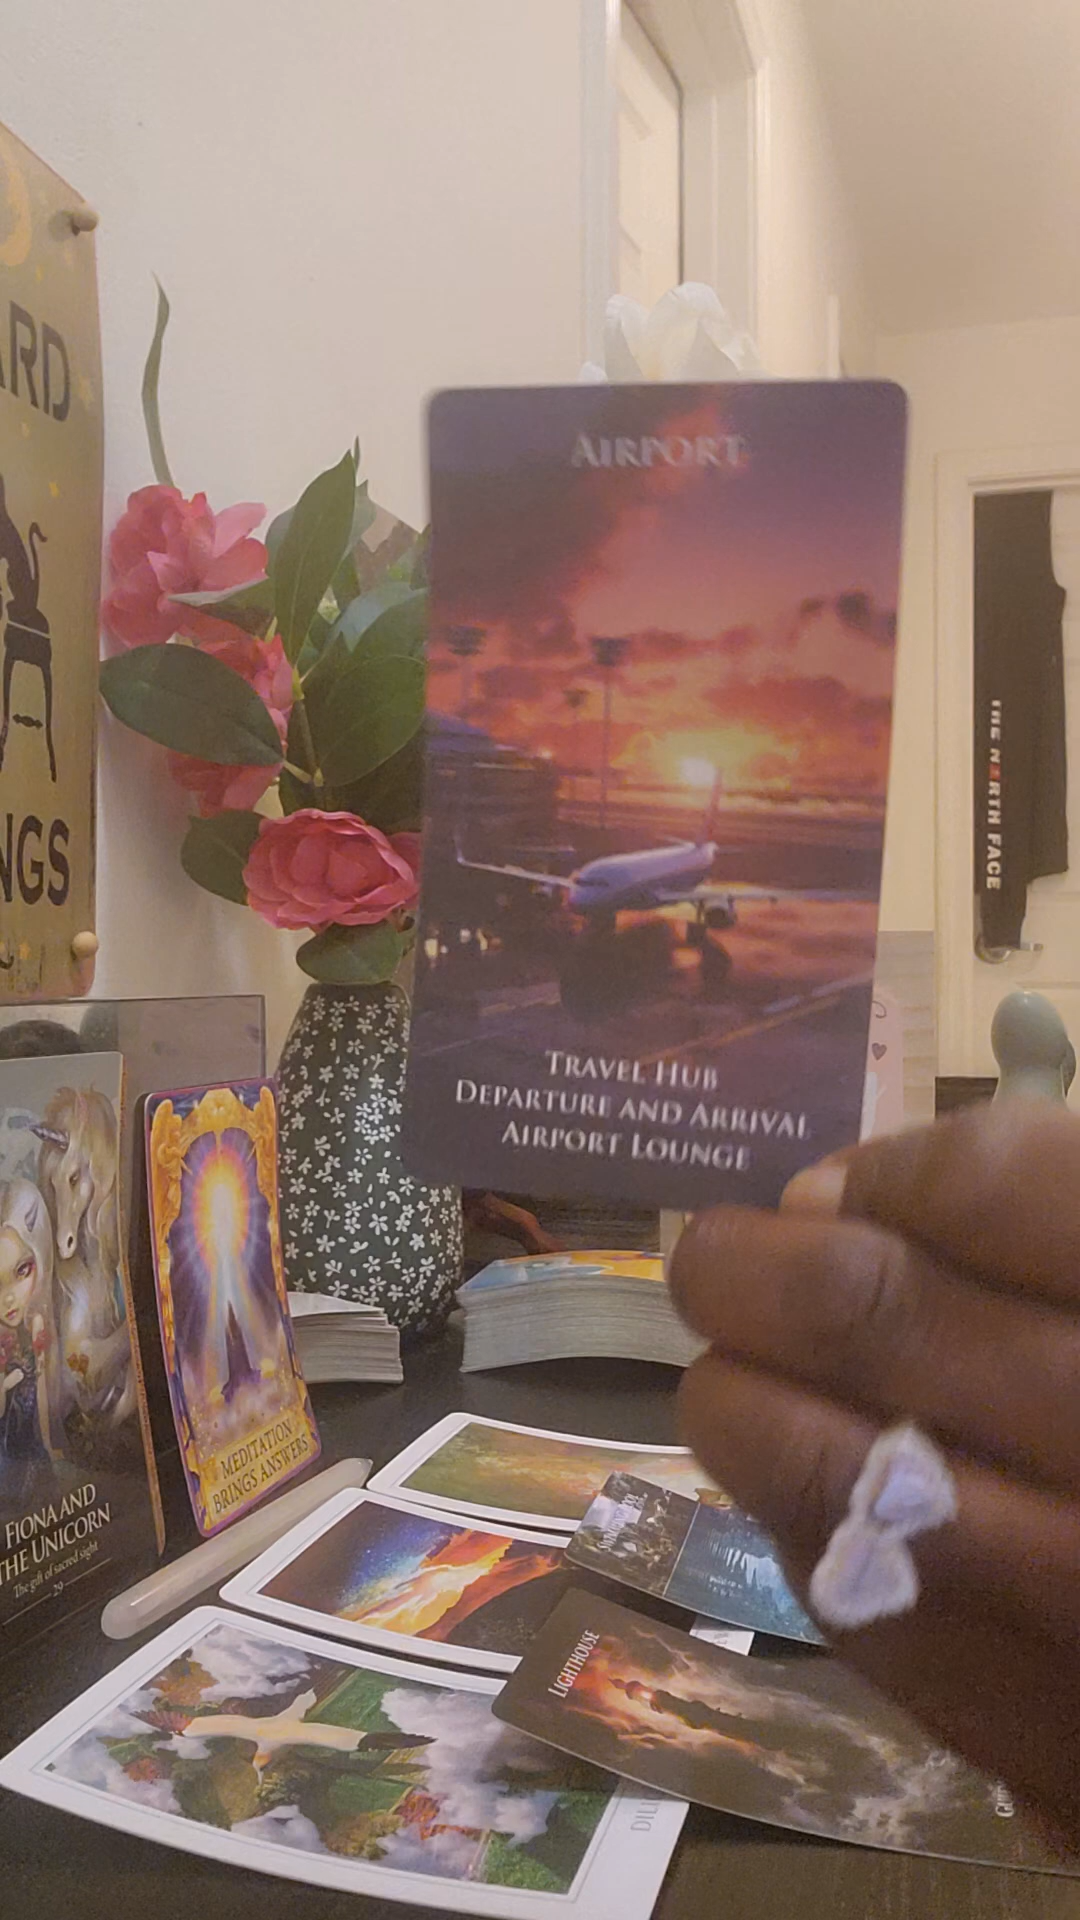 ARD
NGS
AIRPORT
TRAVEL HUB
DEPARTURE AND ARRIVAL
AIRPORT LOUNGE
THE NORTH FACE
MEDITATION
BRINGS ANSWERS
FIONA AND
THE UNICORN
The gift of sacred sight
29
LIGHTHOUSE
DILI